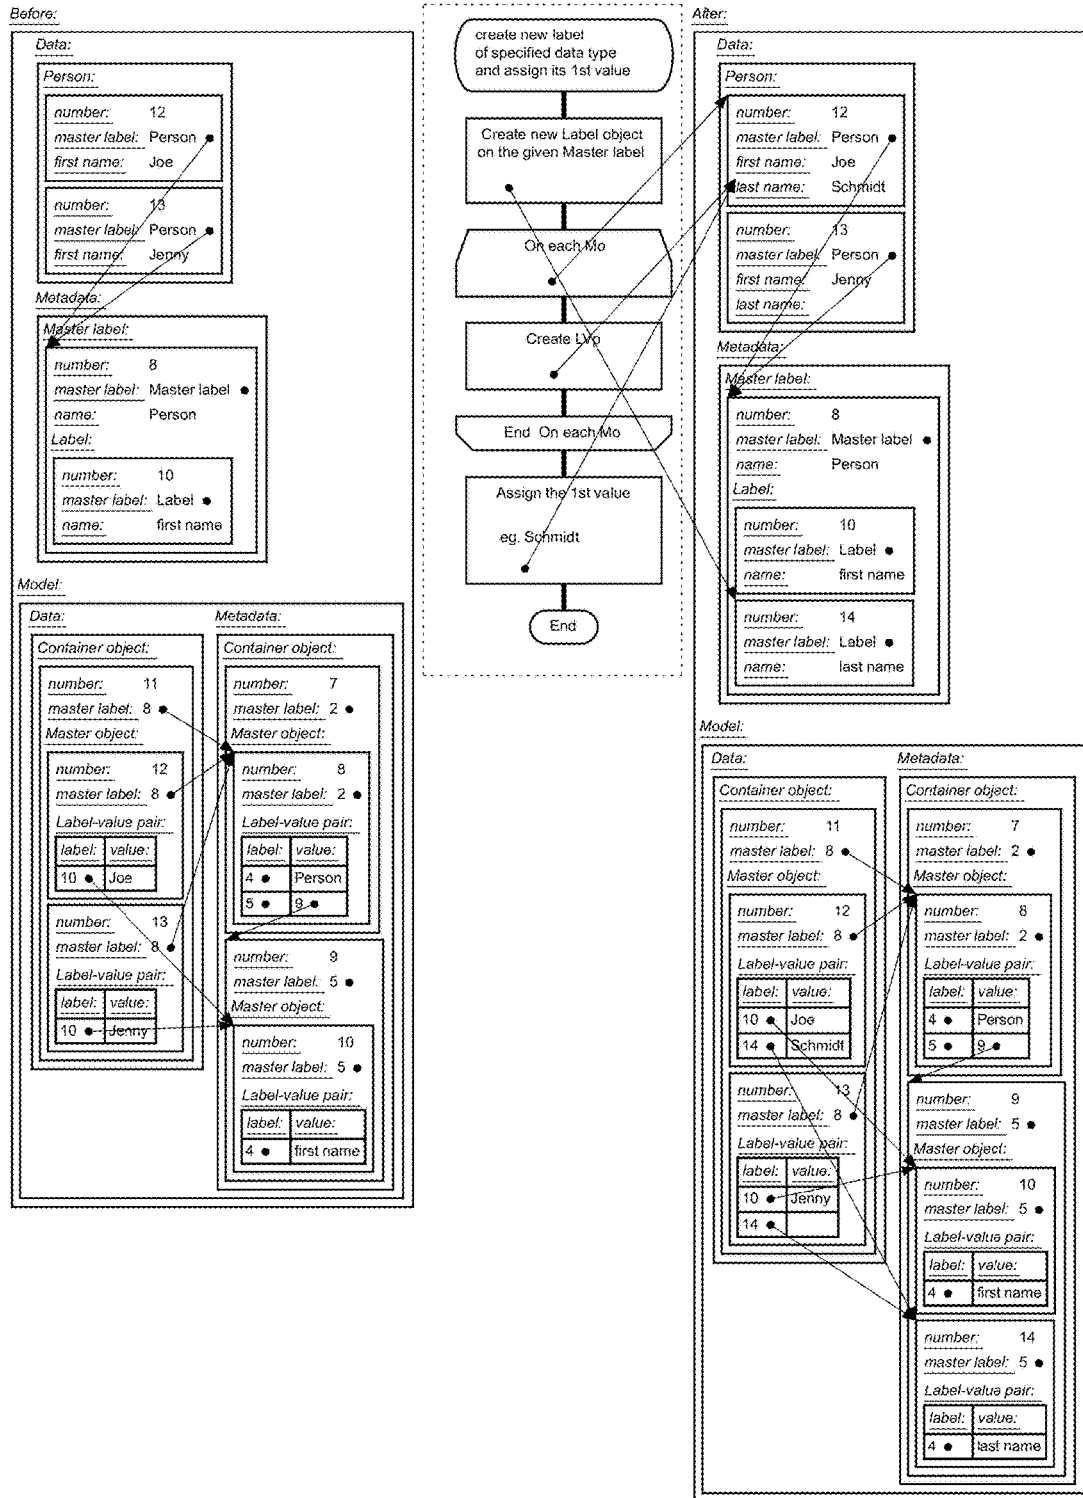 Before:
Data:
Person:
number: 12
master label: Person
first name: Joe
number: 13
master label: Person
first name: Jenny
Metadata:
Master label:
number: 8
master label: Master label
name: Person
Label:
number: 10
master label: Label
name: first name
Model:
Data:
Container object:
number: 11
master label: 8
Master object:
number: 12
master label: 8
Label-value pair:
label: value:
10 Joe
number: 13
master label: 8
Label-value pair:
label: value:
10 Jenny
Metadata:
Container object:
number: 7
master label: 2
Master object:
number: 8
master label: 2
Label-value pair:
label: value:
4 Person
5 9
number: 9
master label: 5
Master object:
number: 10
master label: 5
Label-value pair:
label: value:
4 first name
create new label
of specified data type
and assign its 1st value
Create new Label object
on the given Master label
On each Mo
Create LVp
End On each Mo
Assign the 1st value
eg. Schmidt
End
After:
Data:
Person:
number: 12
master label: Person
first name: Joe
last name: Schmidt
number: 13
master label: Person
first name: Jenny
last name:
Metadata:
Master label:
number: 8
master label: Master label
name: Person
Label:
number: 10
master label: Label
name: first name
number: 14
master label: Label
name: last name
Model:
Data:
Container object:
number: 11
master label: 8
Master object:
number: 12
master label: 8
Label-value pair:
label: value:
10 Joe
14 Schmidt
number: 13
master label: 8
Label-value pair:
label: value:
10 Jenny
14
Metadata:
Container object:
number: 7
master label: 2
Master object:
number: 8
master label: 2
Label-value pair:
label: value:
4 Person
5 9
number: 9
master label: 5
Master object:
number: 10
master label: 5
Label-value pair:
label: value:
4 first name
number: 14
master label: 5
Label-value pair:
label: value:
4 last name